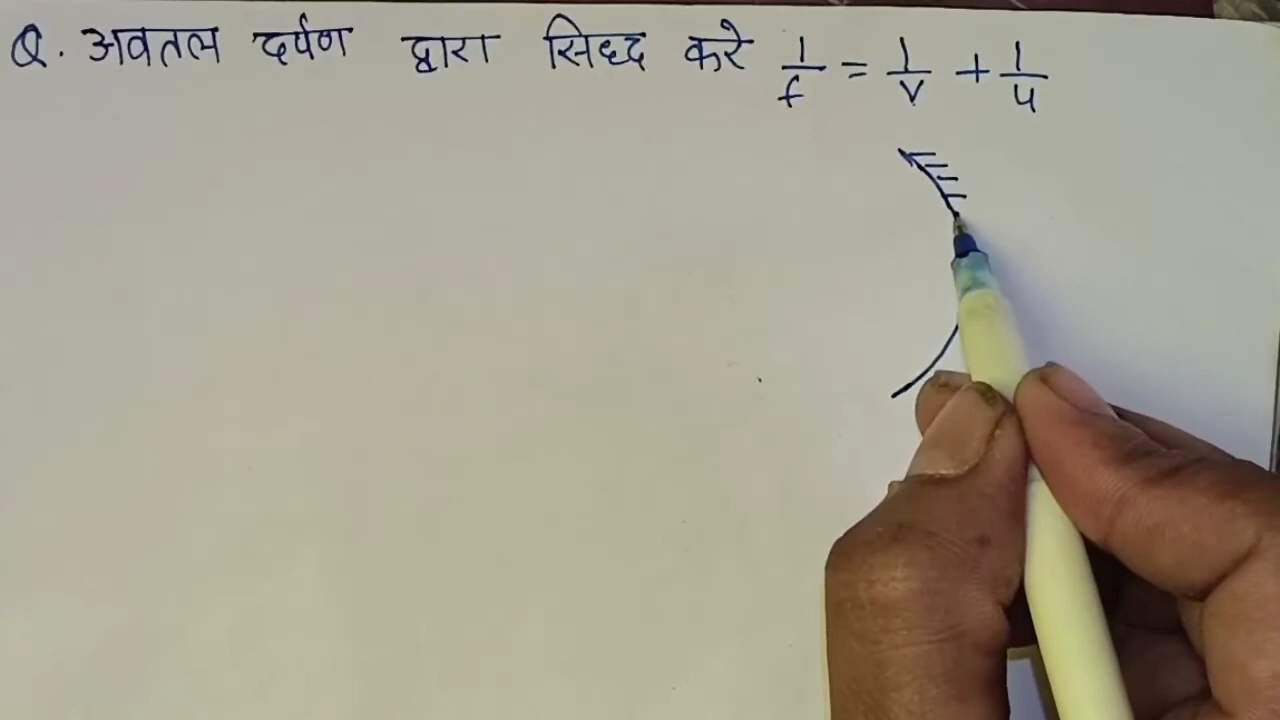 Q. अवतल दर्पण द्वारा सिध्द करे 1/f = 1/v + 1/u